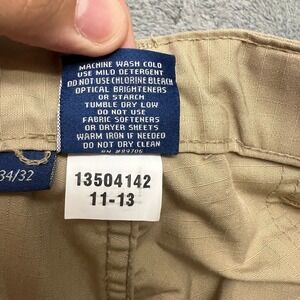 MACHINE WASH COLD
USE MILD DETERGENT
DO NOT USE CHLORINE BLEACH
OPTICAL BRIGHTENERS
OR STARCH
TUMBLE DRY LOW
DO NOT USE
FABRIC SOFTENERS
OR DRYER SHEETS
WARM IRON IF NEEDED
DO NOT DRY CLEAN
RN #89706
34/32
13504142
11-13